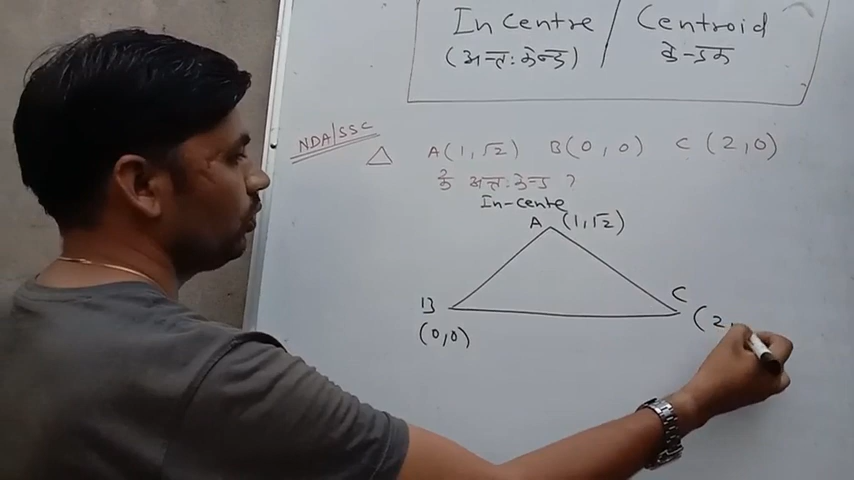 In Centre / Centroid
(अन्त: केन्द्र) केन्द्रक
NDA/SSC
△ A(1,√2) B(0,0) C(2,0)
के अन्त: केन्द्र ?
In-centre
A (1,√2)
B
(0,0)
C
(2,